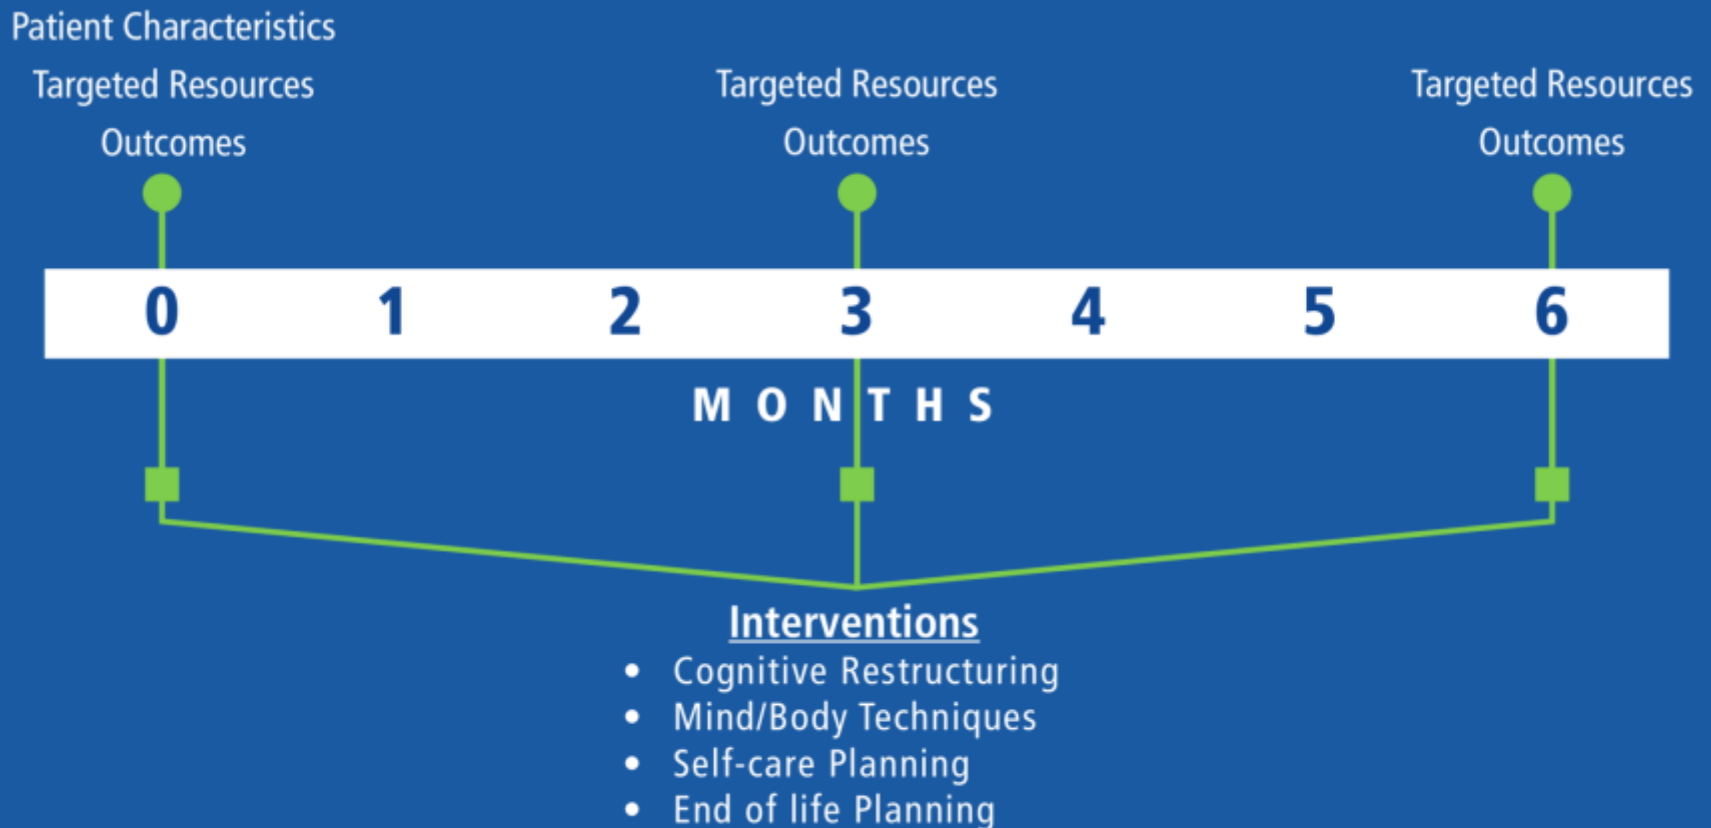 Patient Characteristics
Targeted Resources
Outcomes
Targeted Resources
Outcomes
Targeted Resources
Outcomes
0 1 2 3 4 5 6
MONTHS
Interventions
• Cognitive Restructuring
• Mind/Body Techniques
• Self-care Planning
• End of life Planning